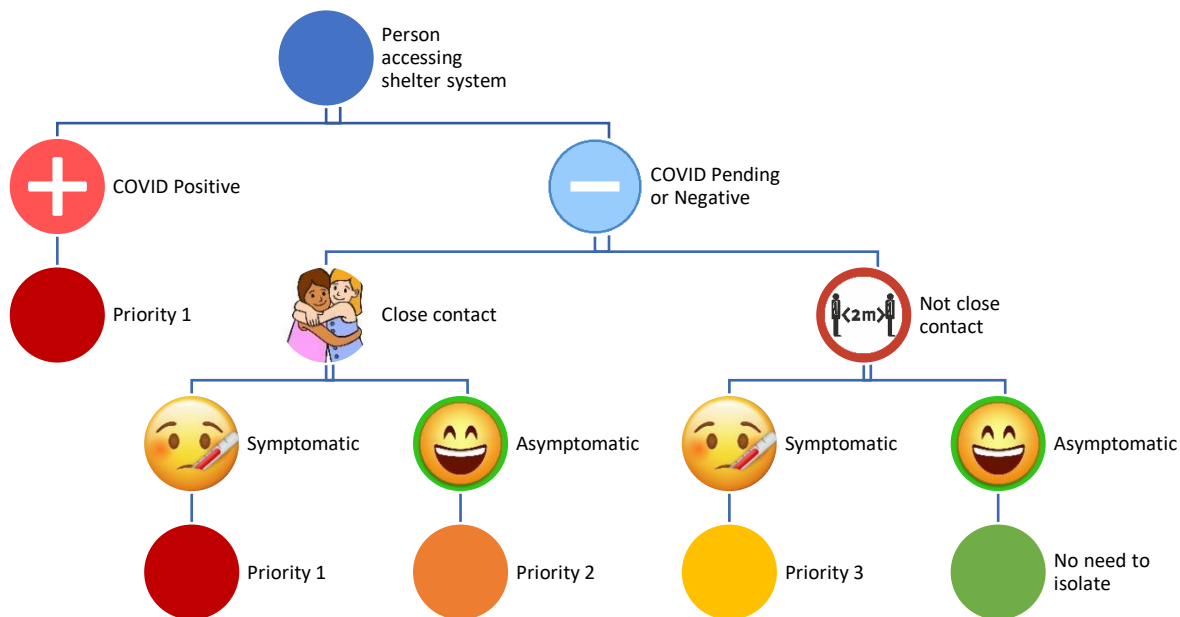 Person
accessing
shelter system
COVID Positive
COVID Pending
or Negative
Priority 1
Close contact
<2m>
Not close
contact
Symptomatic
Asymptomatic
Symptomatic
Asymptomatic
Priority 1
Priority 2
Priority 3
No need to
isolate